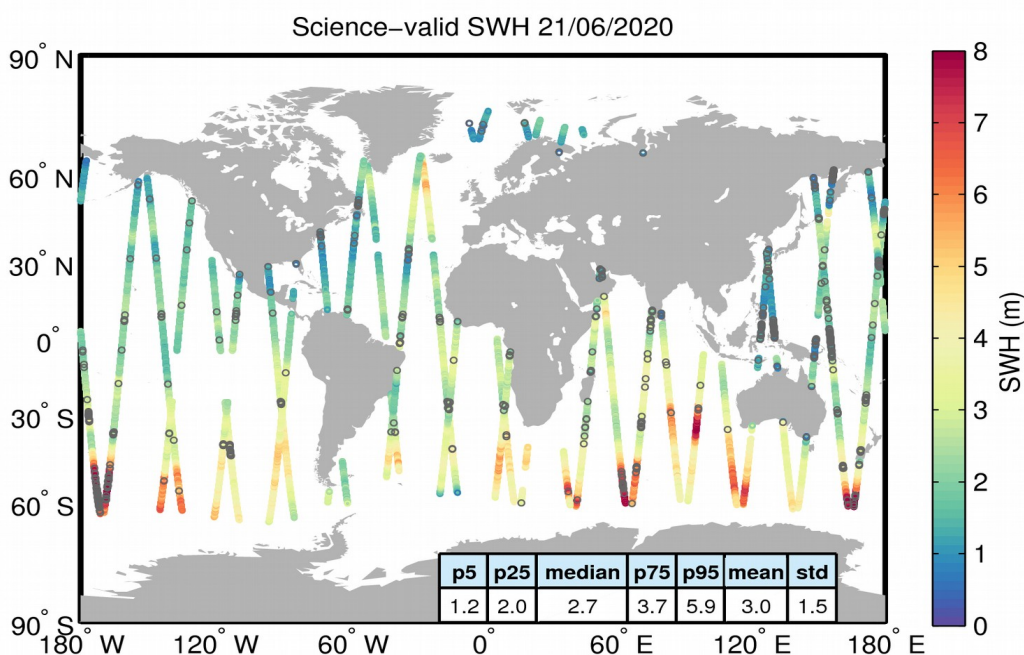 Science–valid SWH 21/06/2020
90° N
60° N
30° N
0°
30° S
60° S
90° S
180° W
120° W
60° W
0°
60° E
120° E
180° E
p5 p25 median p75 p95 mean std
1.2 2.0 2.7 3.7 5.9 3.0 1.5
8
7
6
5
4
3
2
1
0
SWH (m)